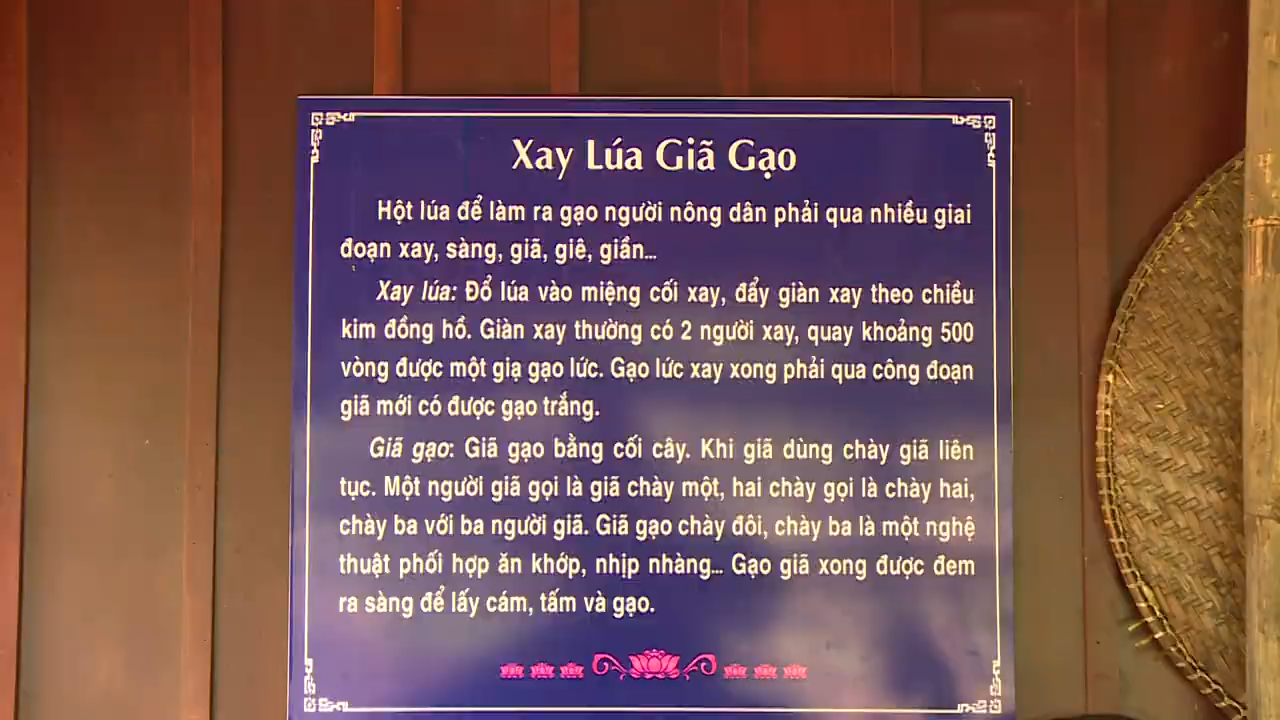 Xay Lúa Giã Gạo
Hột lúa để làm ra gạo người nông dân phải qua nhiều giai
đoạn xay, sàng, giã, giê, giần...
Xay lúa: Đổ lúa vào miệng cối xay, đẩy giàn xay theo chiều
kim đồng hồ. Giàn xay thường có 2 người xay, quay khoảng 500
vòng được một giạ gạo lức. Gạo lức xay xong phải qua công đoạn
giã mới có được gạo trắng.
Giã gạo: Giã gạo bằng cối cây. Khi giã dùng chày giã liên
tục. Một người giã gọi là giã chày một, hai chày gọi là chày hai,
chày ba với ba người giã. Giã gạo chày đôi, chày ba là một nghệ
thuật phối hợp ăn khớp, nhịp nhàng... Gạo giã xong được đem
ra sàng để lấy cám, tấm và gạo.